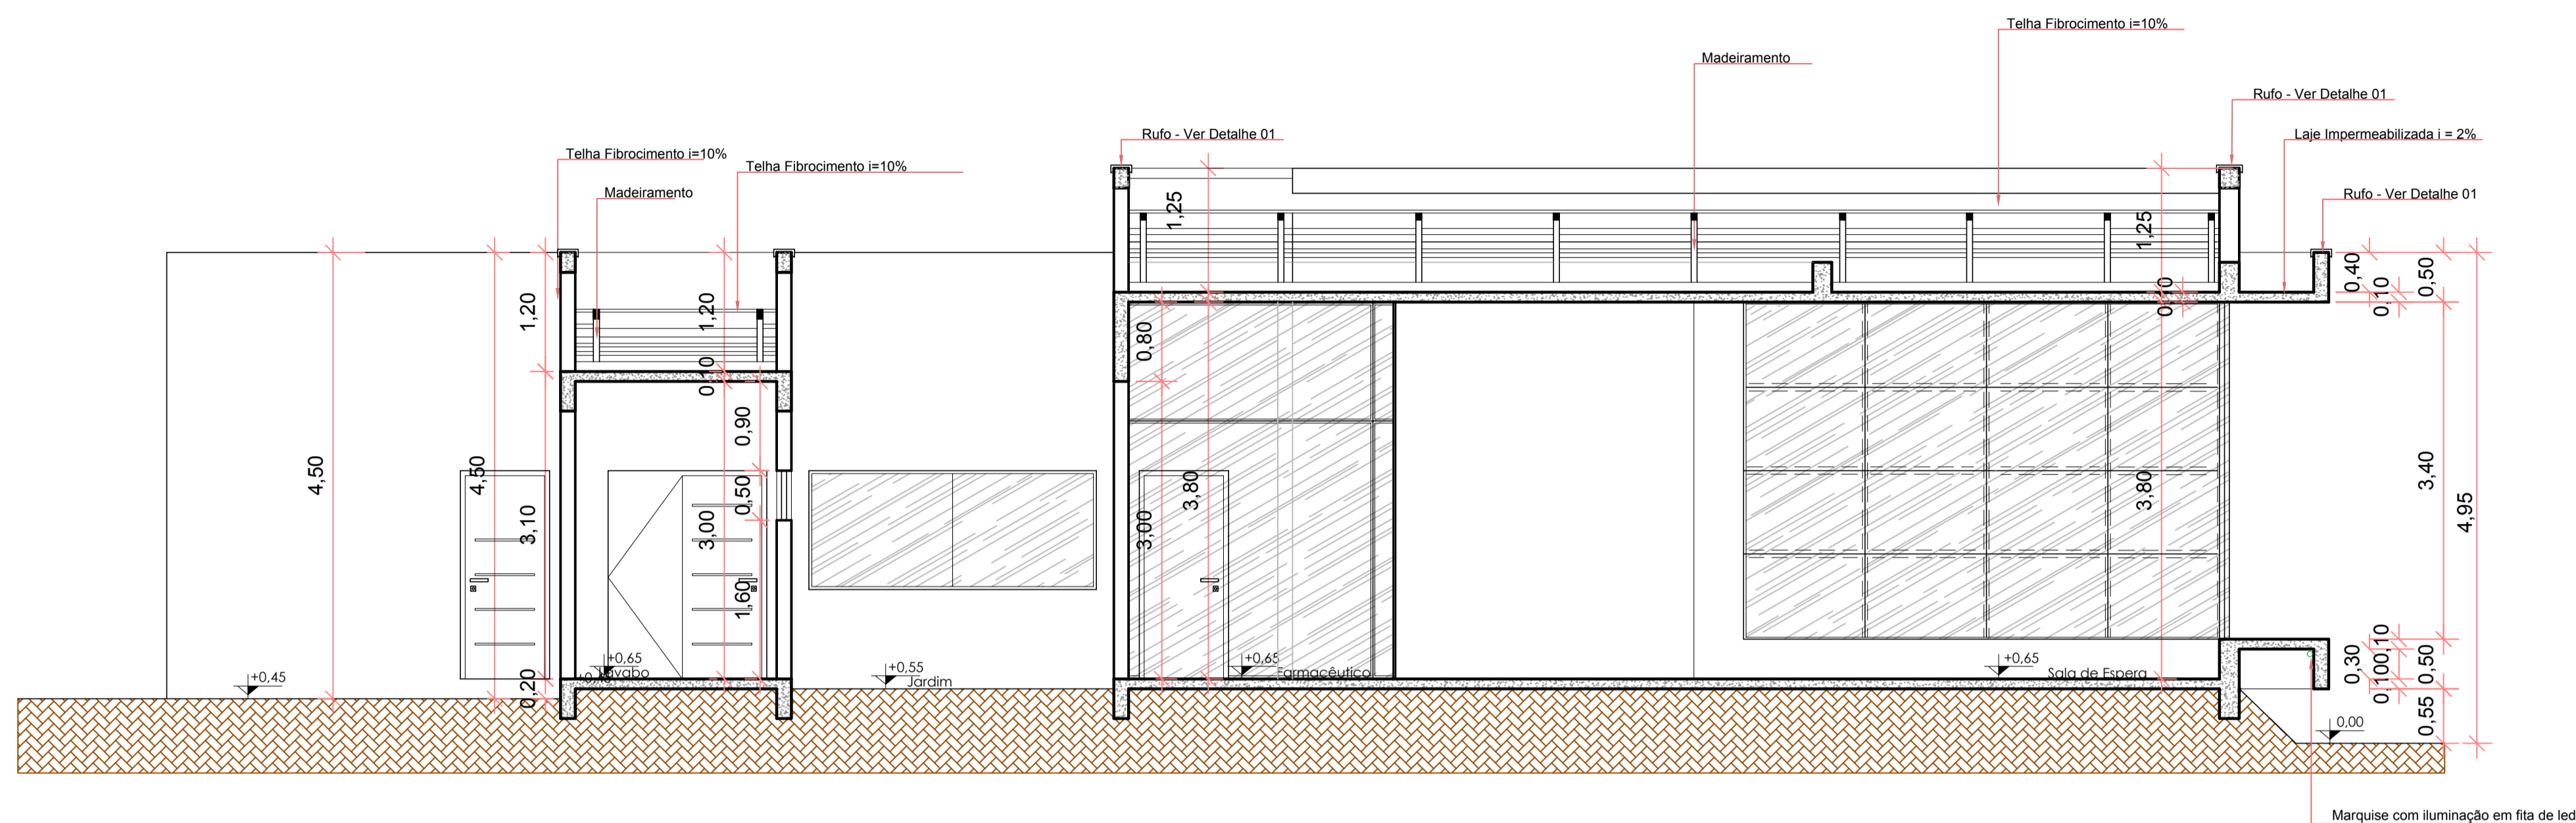 Telha Fibrocimento i=10%
Madeiramento
Rufo - Ver Detalhe 01
Rufo - Ver Detalhe 01
Laje Impermeabilizada i = 2%
Telha Fibrocimento i=10%
Telha Fibrocimento i=10%
Madeiramento
Rufo - Ver Detalhe 01
1,25
1,25
0,40
0,10
0,50
1,20
1,20
0,10
0,80
0,90
4,50
4,50
3,10
3,00
0,50
1,60
3,00
3,80
3,80
3,40
4,95
0,20
+0,45
+0,65
Lavabo
+0,55
Jardim
+0,65
Farmacêutico
+0,65
Sala de Espera
0,30
0,10
0,10
0,50
0,55
0,00
Marquise com iluminação em fita de led